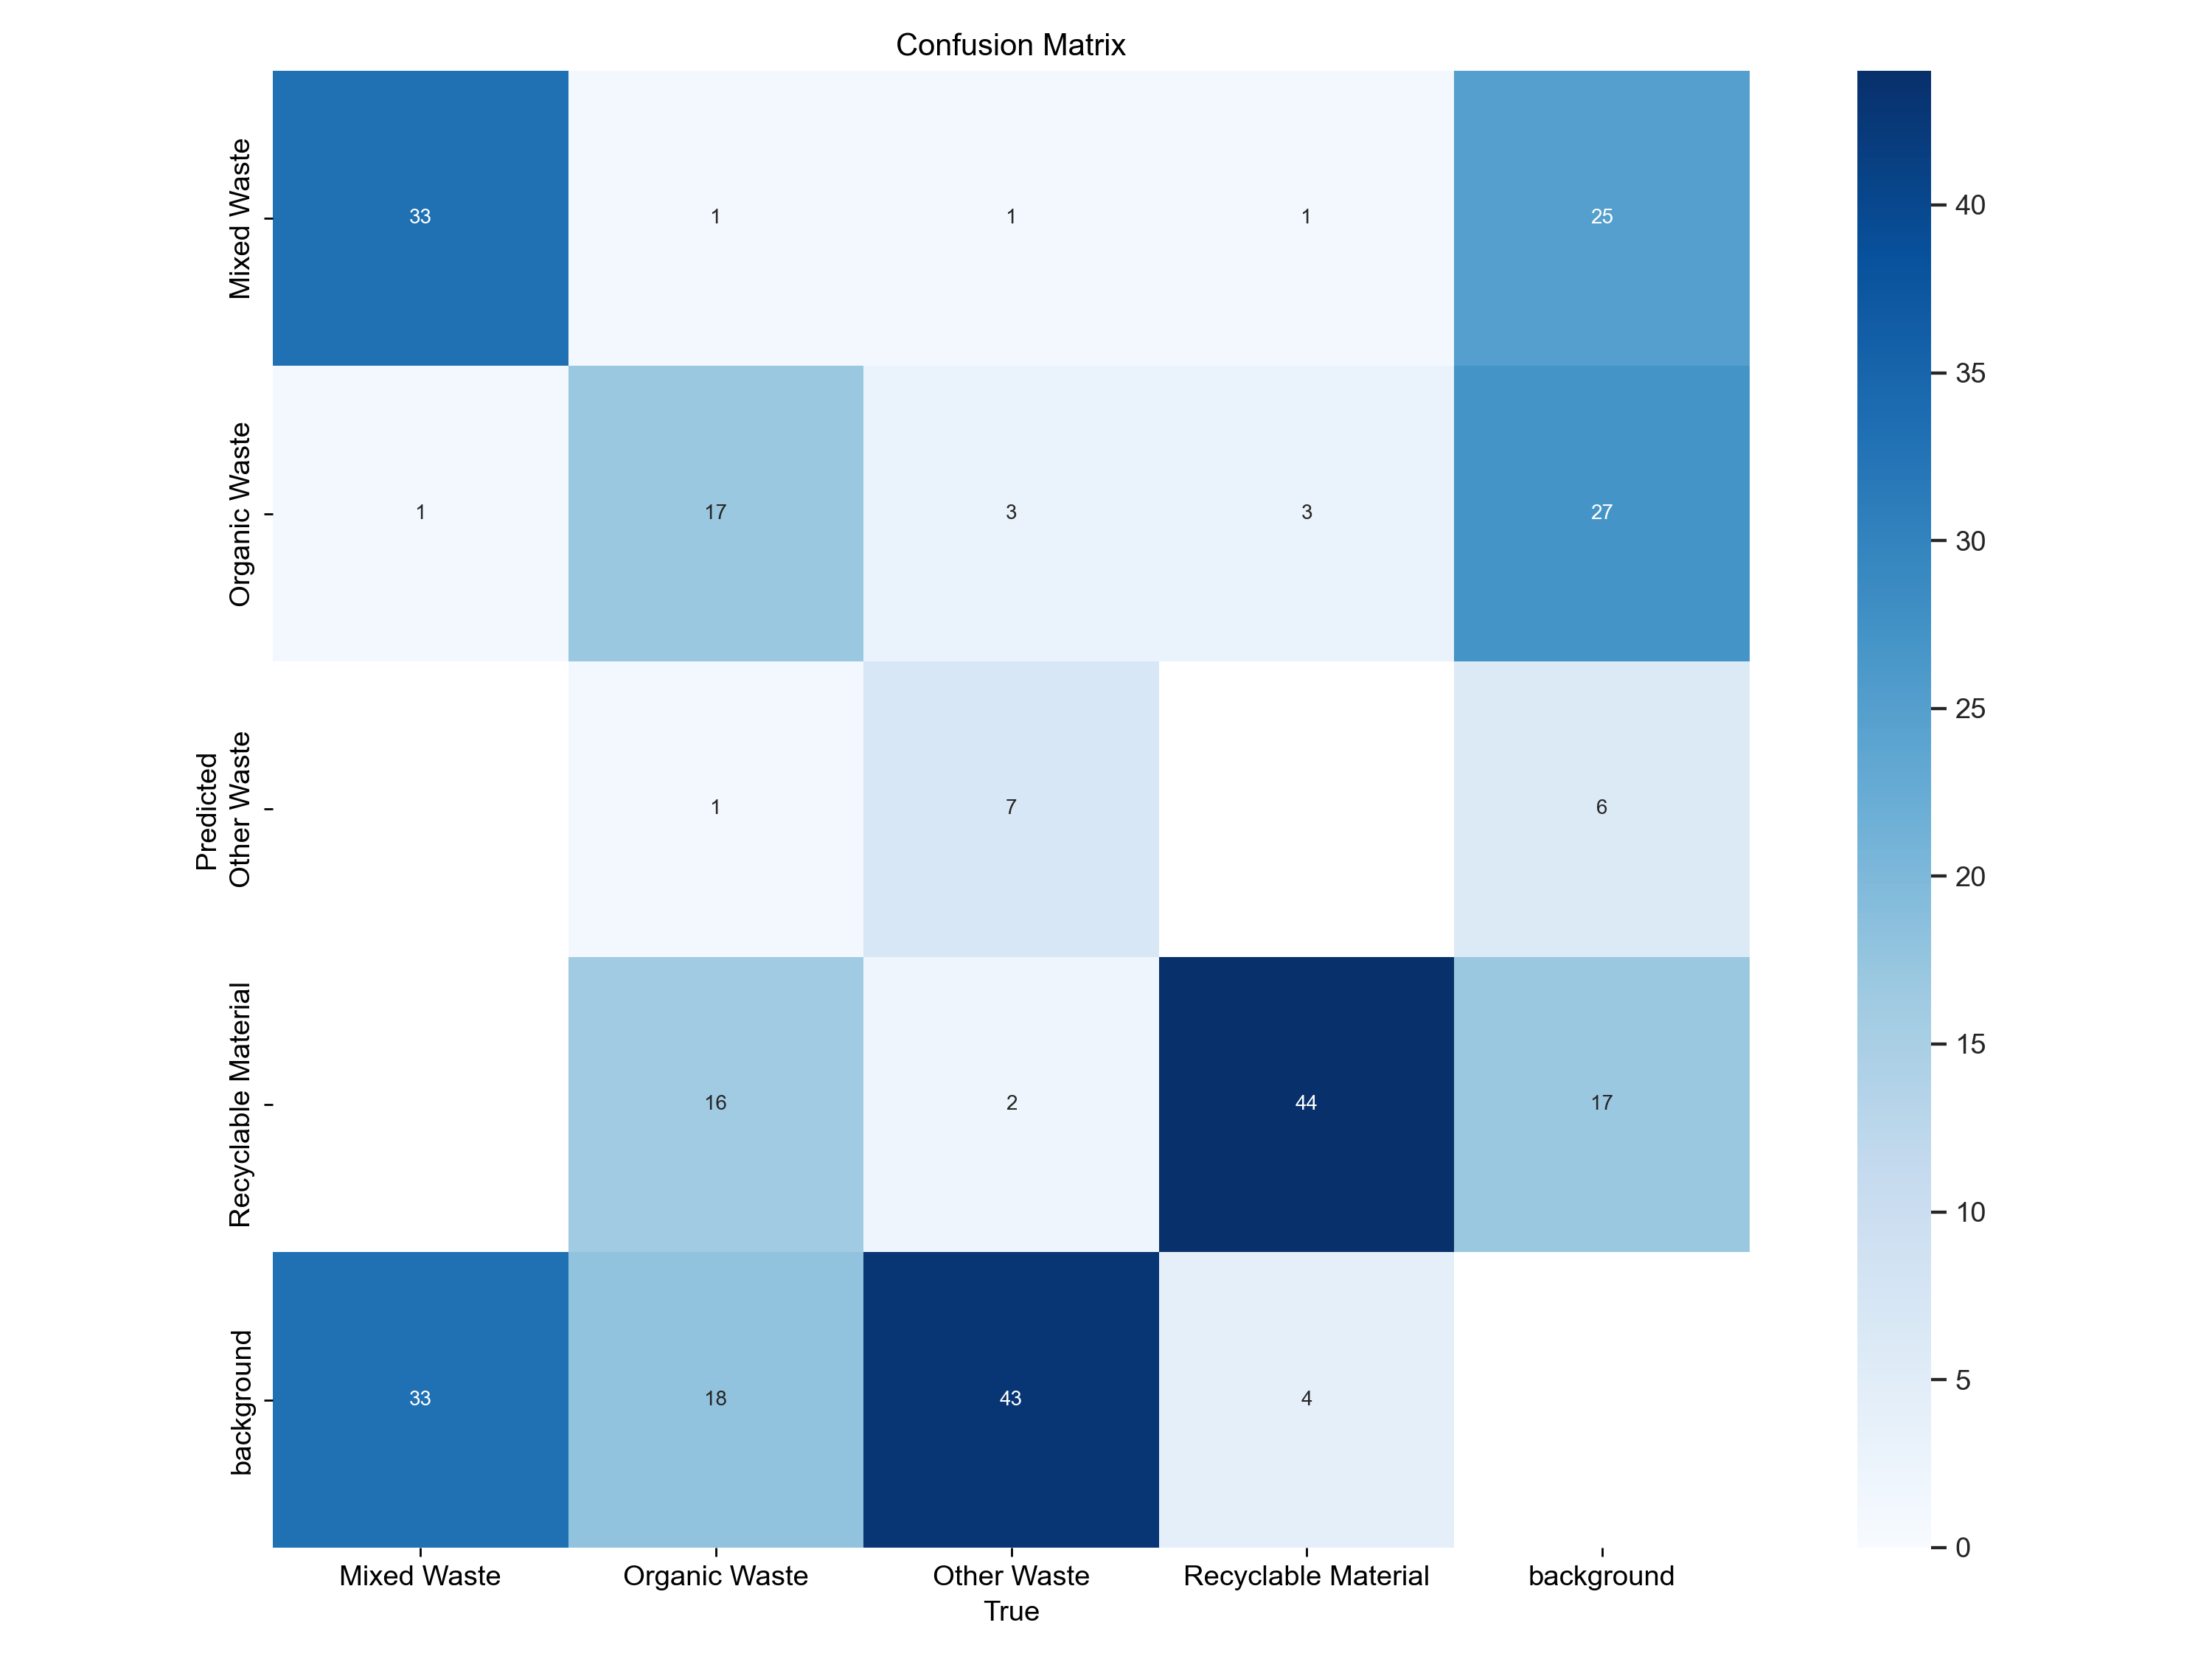 Confusion Matrix
Mixed Waste
33
1
1
1
25
Organic Waste
1
17
3
3
27
Predicted
Other Waste
1
7
6
Recyclable Material
16
2
44
17
background
33
18
43
4
Mixed Waste
Organic Waste
Other Waste
Recyclable Material
background
True
40
35
30
25
20
15
10
5
0